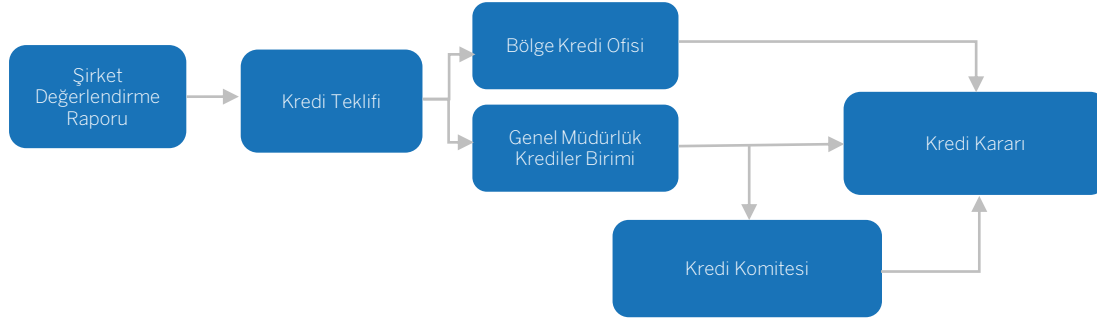 Şirket
Değerlendirme
Raporu
Kredi Teklifi
Bölge Kredi Ofisi
Genel Müdürlük
Krediler Birimi
Kredi Kararı
Kredi Komitesi